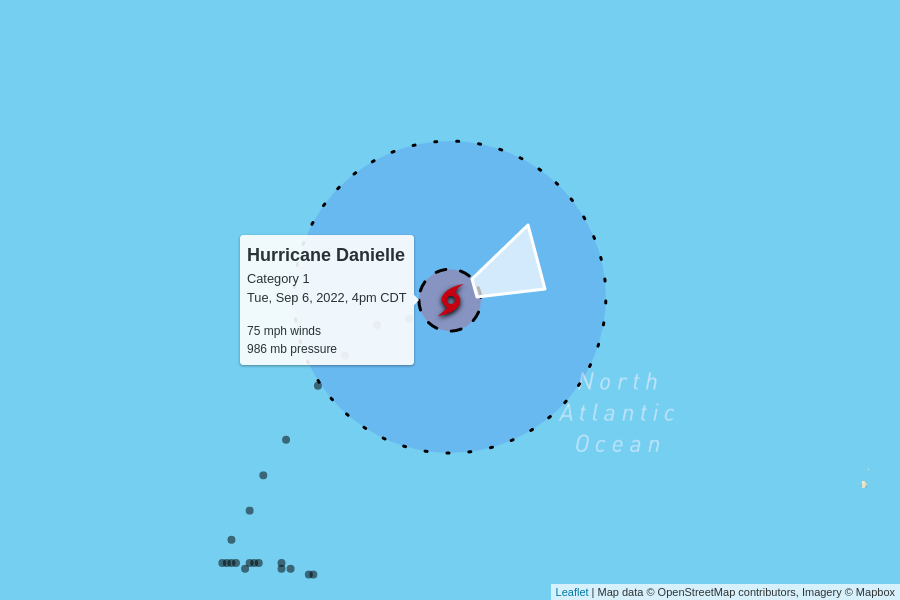 Hurricane Danielle
Category 1
Tue, Sep 6, 2022, 4pm CDT
75 mph winds
986 mb pressure
North
Atlantic
Ocean
Leaflet | Map data © OpenStreetMap contributors, Imagery © Mapbox